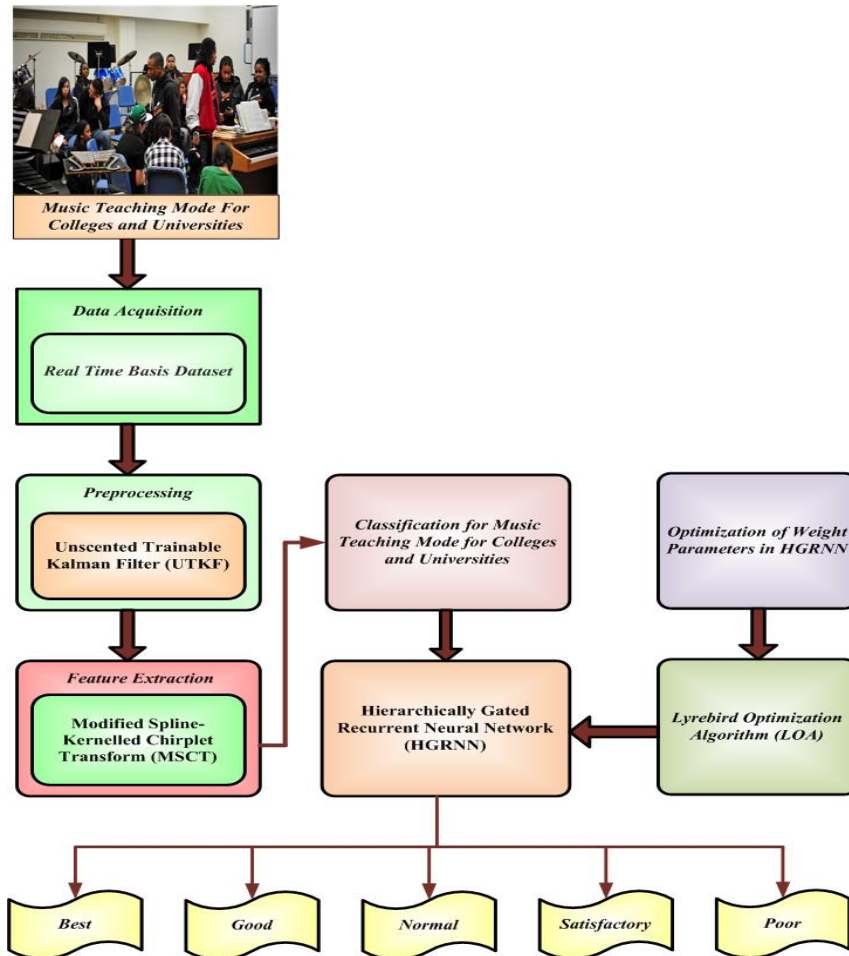 Music Teaching Mode For
Colleges and Universities
Data Acquisition
Real Time Basis Dataset
Preprocessing
Unscented Trainable
Kalman Filter (UTKF)
Feature Extraction
Modified Spline-
Kernelled Chirplet
Transform (MSCT)
Classification for Music
Teaching Mode for Colleges
and Universities
Hierarchically Gated
Recurrent Neural Network
(HGRNN)
Optimization of Weight
Parameters in HGRNN
Lyrebird Optimization
Algorithm (LOA)
Best
Good
Normal
Satisfactory
Poor